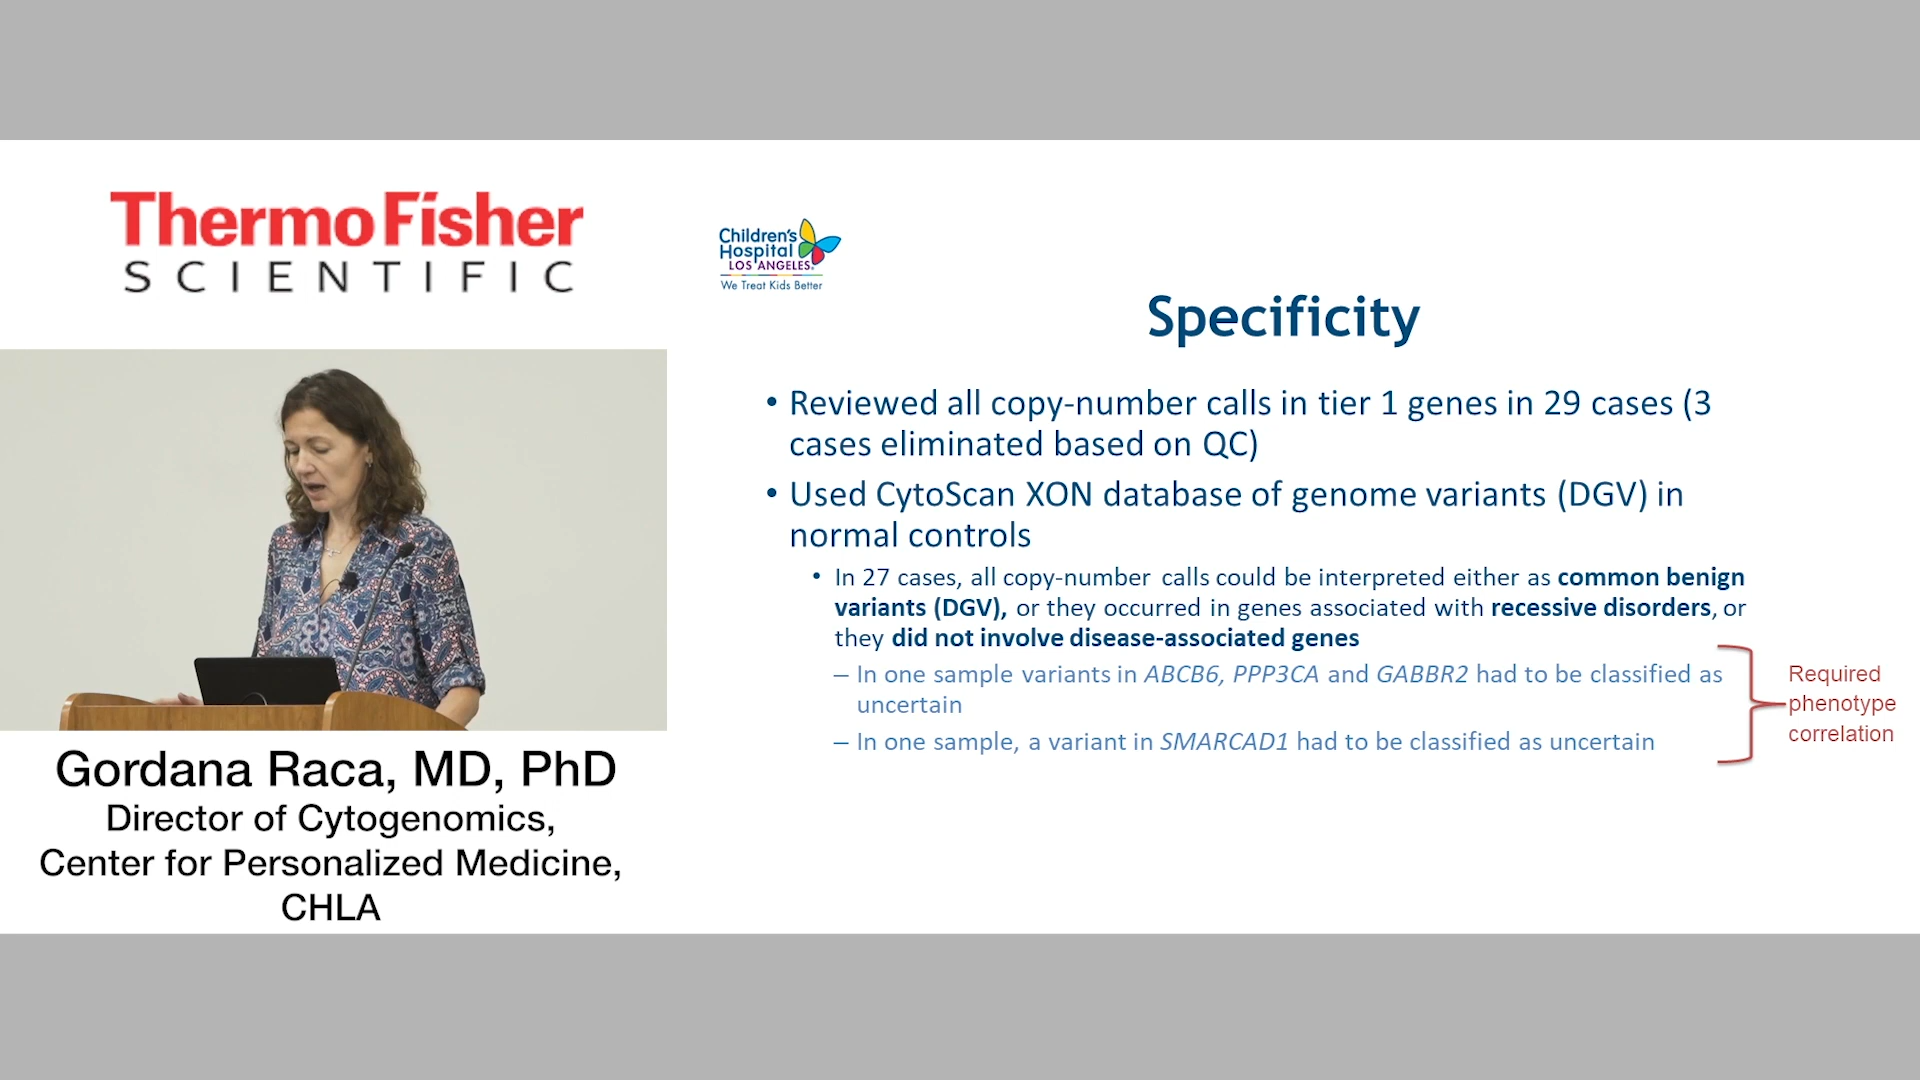 Thermo Fisher
SCIENTIFIC
Gordana Raca, MD, PhD
Director of Cytogenomics,
Center for Personalized Medicine,
CHLA
Children's
Hospital
LOS ANGELES®
We Treat Kids Better
Specificity
• Reviewed all copy-number calls in tier 1 genes in 29 cases (3
cases eliminated based on QC)
• Used CytoScan XON database of genome variants (DGV) in
normal controls
• In 27 cases, all copy-number calls could be interpreted either as common benign
variants (DGV), or they occurred in genes associated with recessive disorders, or
they did not involve disease-associated genes
– In one sample variants in ABCB6, PPP3CA and GABBR2 had to be classified as
uncertain
– In one sample, a variant in SMARCAD1 had to be classified as uncertain
Required
phenotype
correlation